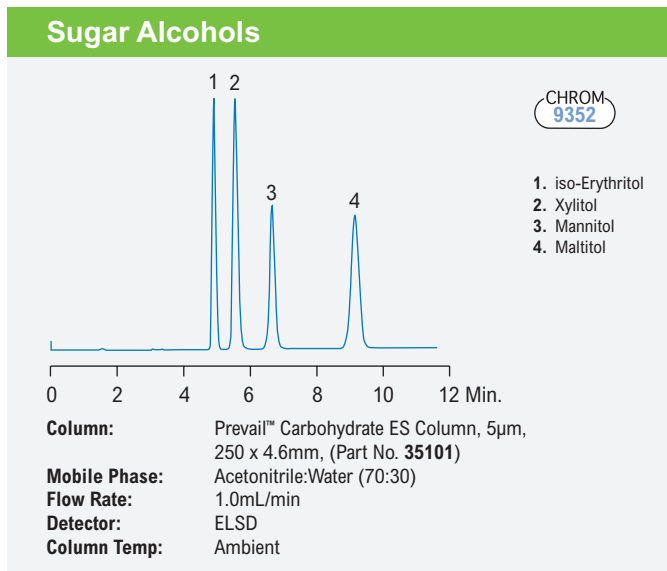 Sugar Alcohols
1 2
3
4
CHROM
9352
1. iso-Erythritol
2. Xylitol
3. Mannitol
4. Maltitol
0 2 4 6 8 10 12 Min.
Column: Prevail™ Carbohydrate ES Column, 5µm,
250 x 4.6mm, (Part No. 35101)
Mobile Phase: Acetonitrile:Water (70:30)
Flow Rate: 1.0mL/min
Detector: ELSD
Column Temp: Ambient